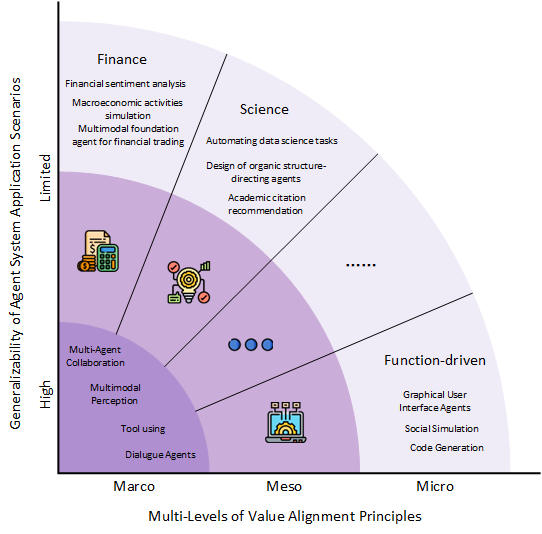 Generalizability of Agent System Application Scenarios
Limited
High
Finance
Financial sentiment analysis
Macroeconomic activities
simulation
Multimodal foundation
agent for financial trading
Science
Automating data science tasks
Design of organic structure-
directing agents
Academic citation
recommendation
......
Function-driven
Graphical User
Interface Agents
Social Simulation
Code Generation
Multi-Agent
Collaboration
Multimodal
Perception
Tool using
Dialogue Agents
Marco
Meso
Micro
Multi-Levels of Value Alignment Principles